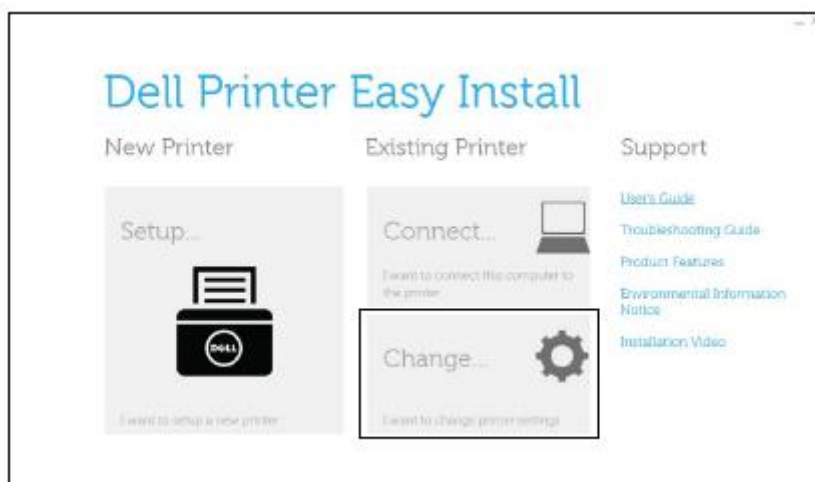 Dell Printer Easy Install
New Printer
Setup...
DELL
I want to setup a new printer
Existing Printer
Connect...
I want to connect this computer to
the printer
Change...
I want to change printer settings
Support
User's Guide
Troubleshooting Guide
Product Features
Environmental Information
Notice
Installation Video